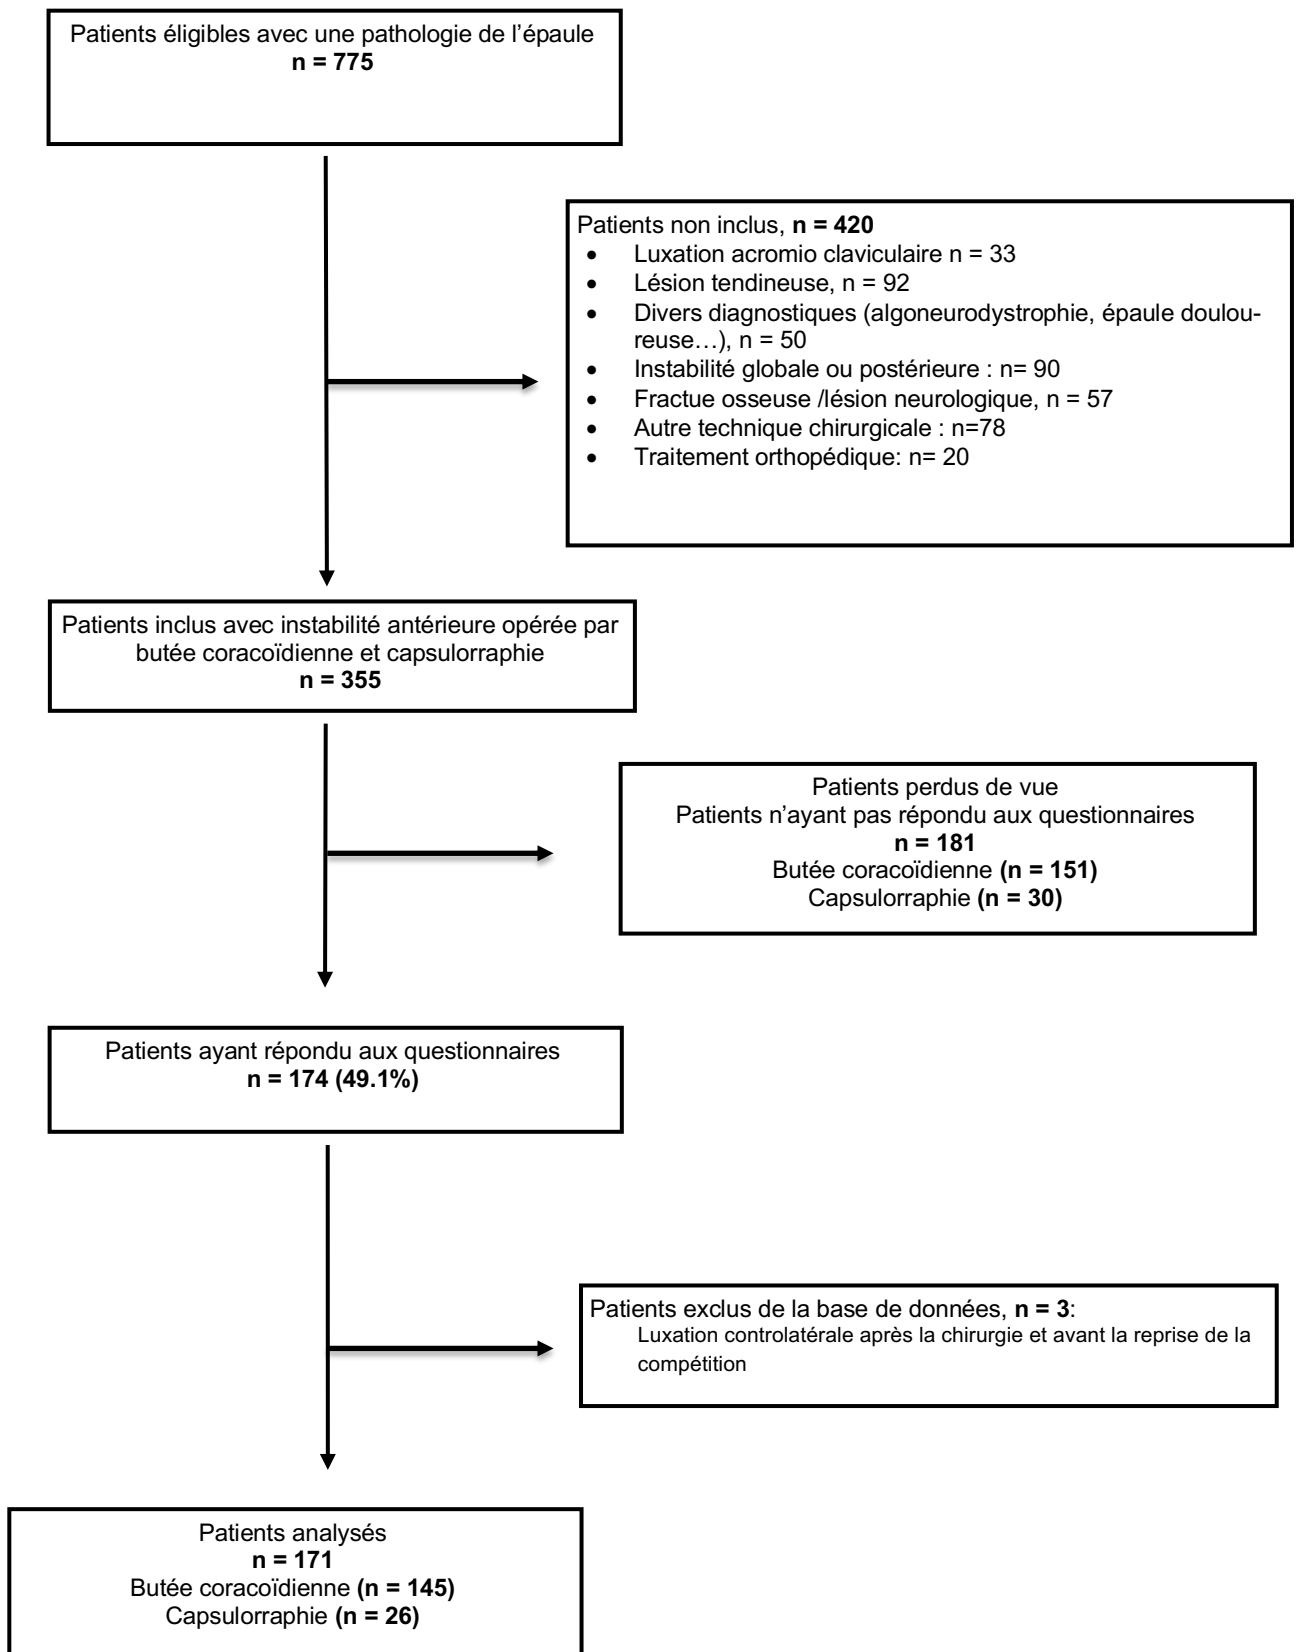 Patients éligibles avec une pathologie de l’épaule
n = 775
Patients non inclus, n = 420
• Luxation acromio claviculaire n = 33
• Lésion tendineuse, n = 92
• Divers diagnostiques (algoneurodystrophie, épaule doulou-
reuse…), n = 50
• Instabilité globale ou postérieure : n= 90
• Fractue osseuse /lésion neurologique, n = 57
• Autre technique chirurgicale : n=78
• Traitement orthopédique: n= 20
Patients inclus avec instabilité antérieure opérée par
butée coracoïdienne et capsulorraphie
n = 355
Patients perdus de vue
Patients n’ayant pas répondu aux questionnaires
n = 181
Butée coracoïdienne (n = 151)
Capsulorraphie (n = 30)
Patients ayant répondu aux questionnaires
n = 174 (49.1%)
Patients exclus de la base de données, n = 3:
Luxation controlatérale après la chirurgie et avant la reprise de la
compétition
Patients analysés
n = 171
Butée coracoïdienne (n = 145)
Capsulorraphie (n = 26)